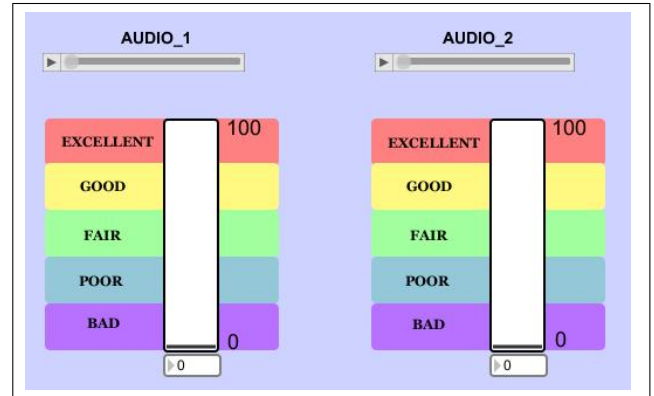 AUDIO_1 AUDIO_2
100 100
EXCELLENT EXCELLENT
GOOD GOOD
FAIR FAIR
POOR POOR
BAD BAD
0 0
0 0